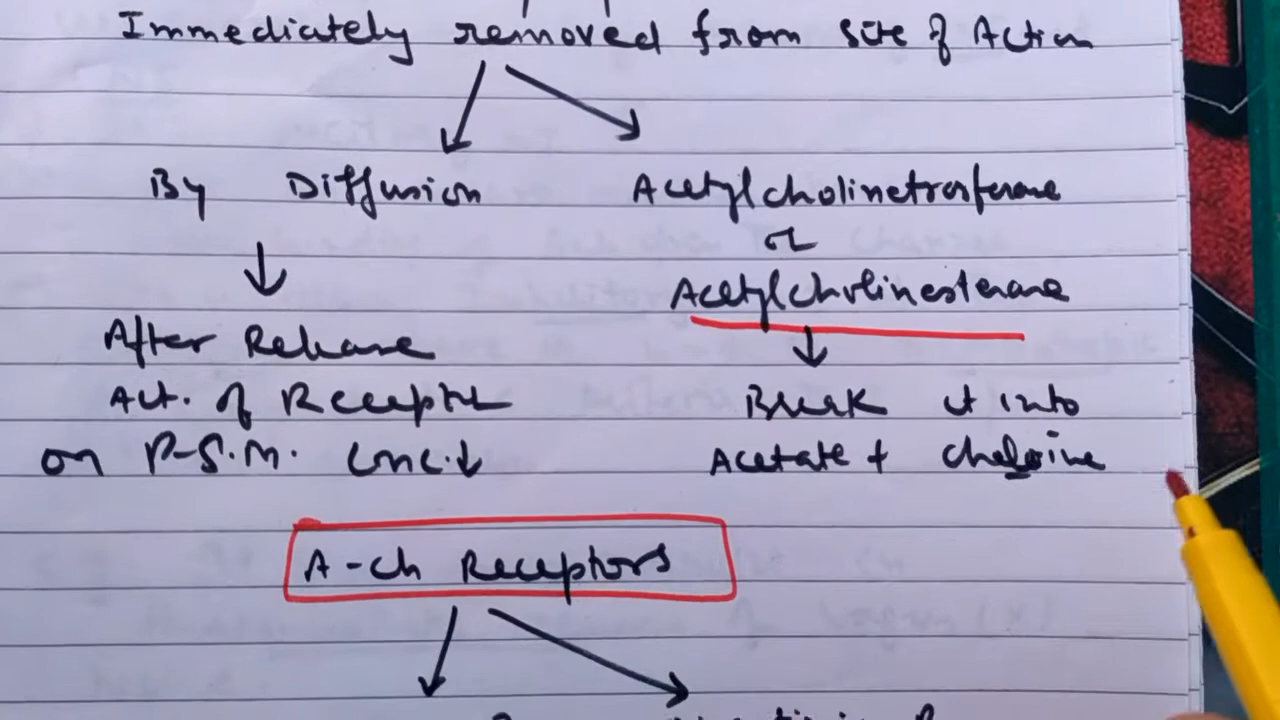 Immediately removed from site of Action
By Diffusion
Acetylcholinetrasferase
or
Acetylcholinesterase
After Release
Act. of Receptor
on P-S.M. Conc.↓
Break it into
Acetate + Choloine
A-ch Receptors